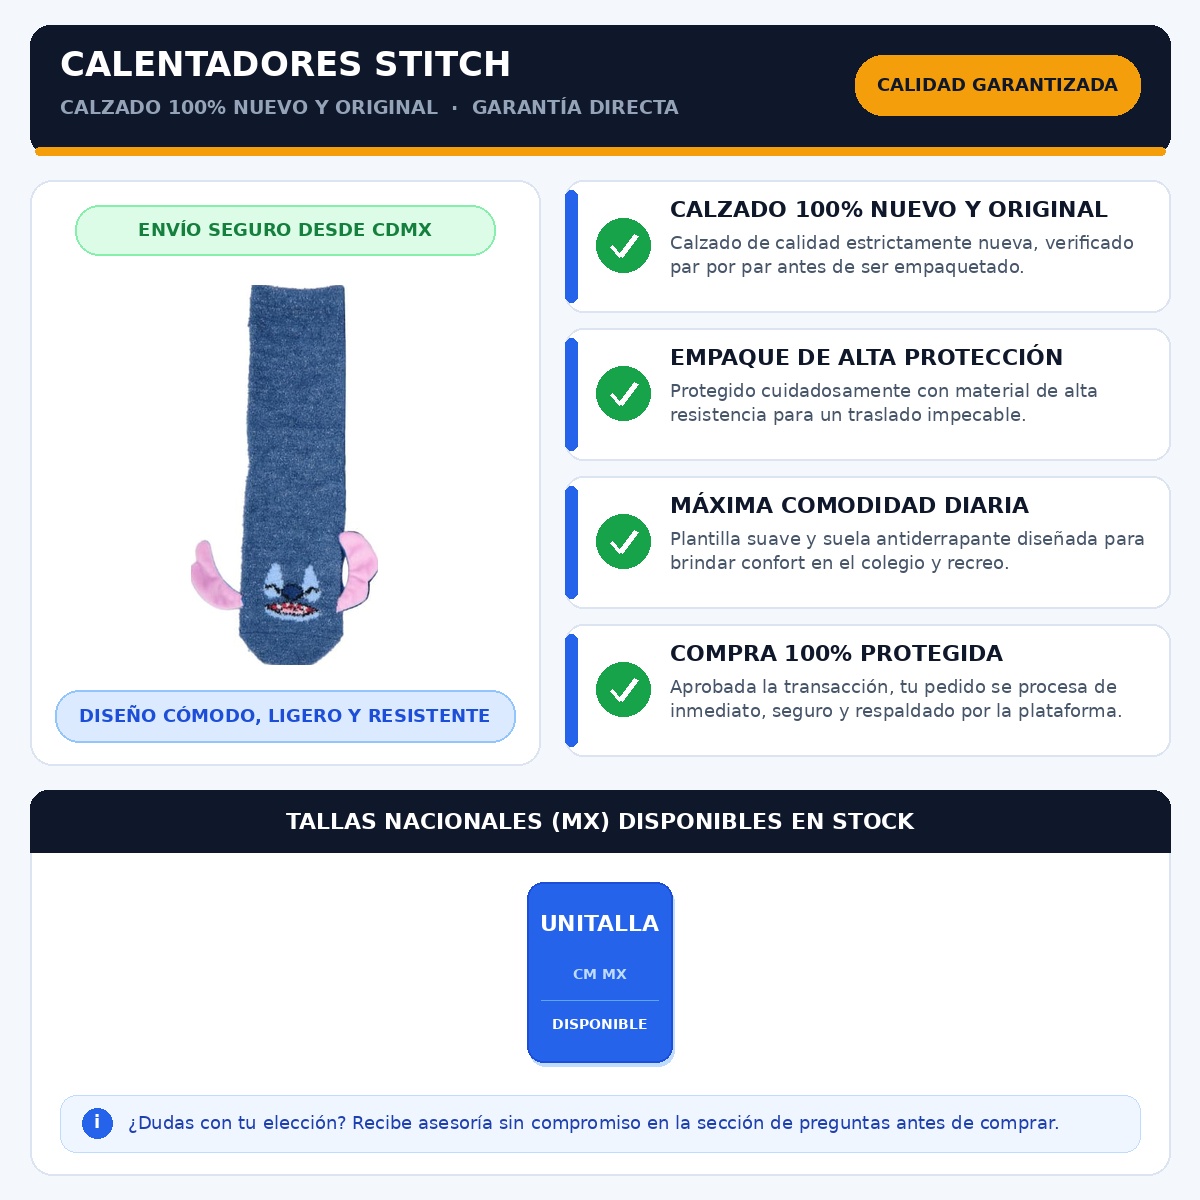 CALENTADORES STITCH
CALZADO 100% NUEVO Y ORIGINAL · GARANTÍA DIRECTA
CALIDAD GARANTIZADA
ENVÍO SEGURO DESDE CDMX
DISEÑO CÓMODO, LIGERO Y RESISTENTE
CALZADO 100% NUEVO Y ORIGINAL
Calzado de calidad estrictamente nueva, verificado
par por par antes de ser empaquetado.
EMPAQUE DE ALTA PROTECCIÓN
Protegido cuidadosamente con material de alta
resistencia para un traslado impecable.
MÁXIMA COMODIDAD DIARIA
Plantilla suave y suela antiderrapante diseñada para
brindar confort en el colegio y recreo.
COMPRA 100% PROTEGIDA
Aprobada la transacción, tu pedido se procesa de
inmediato, seguro y respaldado por la plataforma.
TALLAS NACIONALES (MX) DISPONIBLES EN STOCK
UNITALLA
CM MX
DISPONIBLE
i ¿Dudas con tu elección? Recibe asesoría sin compromiso en la sección de preguntas antes de comprar.